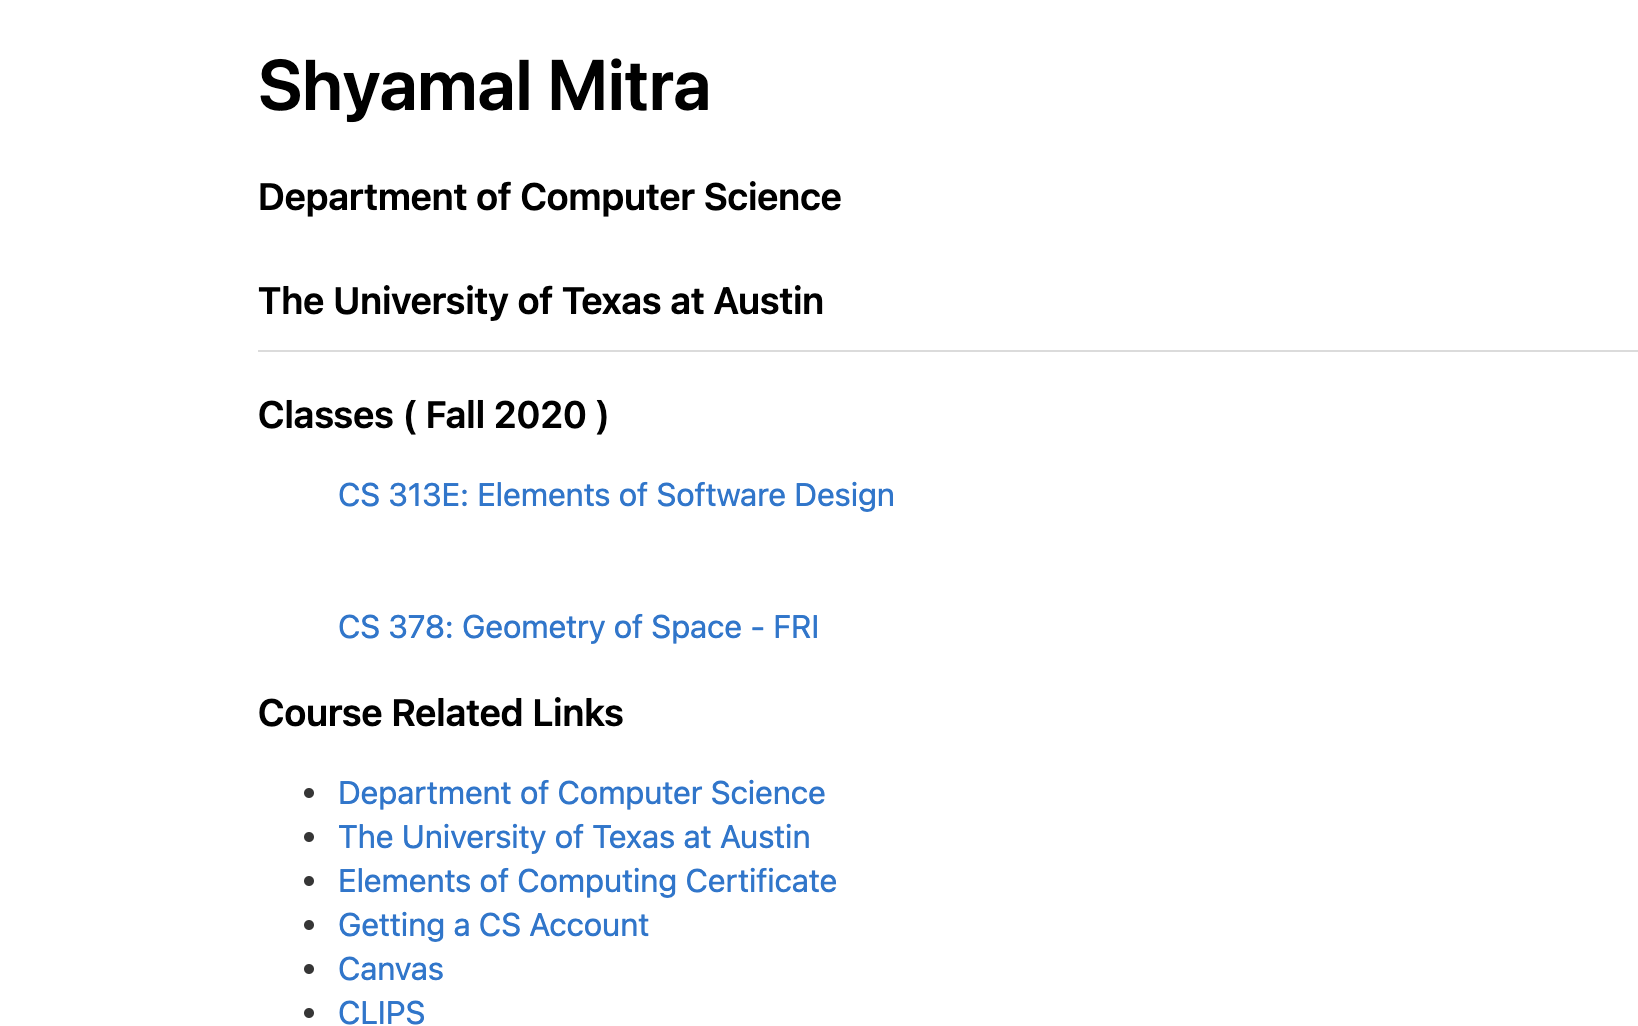 Shyamal Mitra
Department of Computer Science
The University of Texas at Austin
Classes ( Fall 2020 )
CS 313E: Elements of Software Design
CS 378: Geometry of Space - FRI
Course Related Links
Department of Computer Science
The University of Texas at Austin
Elements of Computing Certificate
Getting a CS Account
Canvas
CLIPS